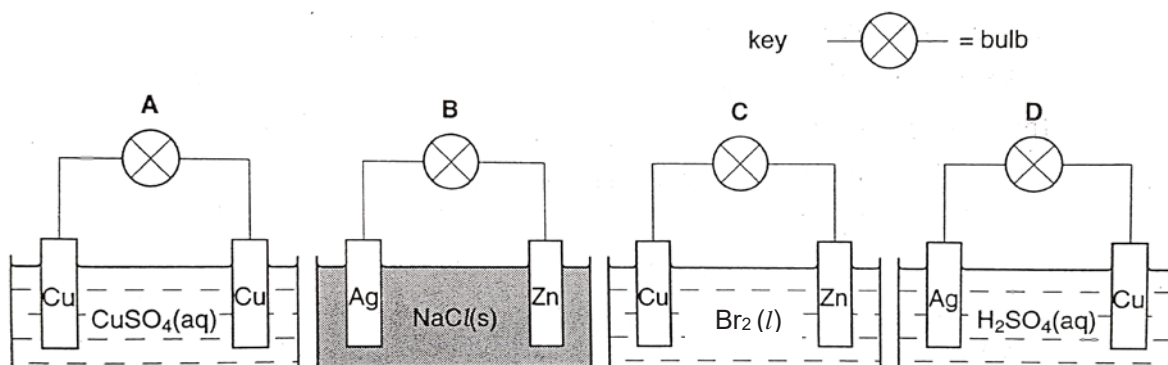 key = bulb
A B C D
Cu CuSO₄(aq) Cu
Ag NaCl(s) Zn
Cu Br₂ (l) Zn
Ag H₂SO₄(aq) Cu